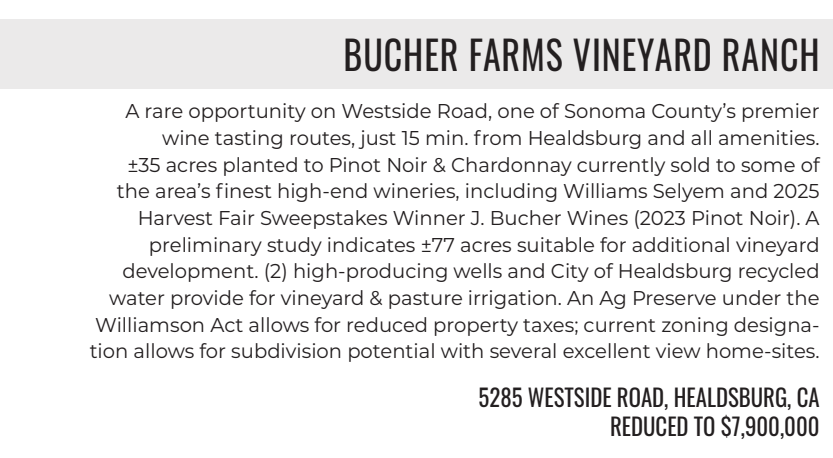 BUCHER FARMS VINEYARD RANCH
A rare opportunity on Westside Road, one of Sonoma County’s premier
wine tasting routes, just 15 min. from Healdsburg and all amenities.
±35 acres planted to Pinot Noir & Chardonnay currently sold to some of
the area’s finest high-end wineries, including Williams Selyem and 2025
Harvest Fair Sweepstakes Winner J. Bucher Wines (2023 Pinot Noir). A
preliminary study indicates ±77 acres suitable for additional vineyard
development. (2) high-producing wells and City of Healdsburg recycled
water provide for vineyard & pasture irrigation. An Ag Preserve under the
Williamson Act allows for reduced property taxes; current zoning designa-
tion allows for subdivision potential with several excellent view home-sites.
5285 WESTSIDE ROAD, HEALDSBURG, CA
REDUCED TO $7,900,000